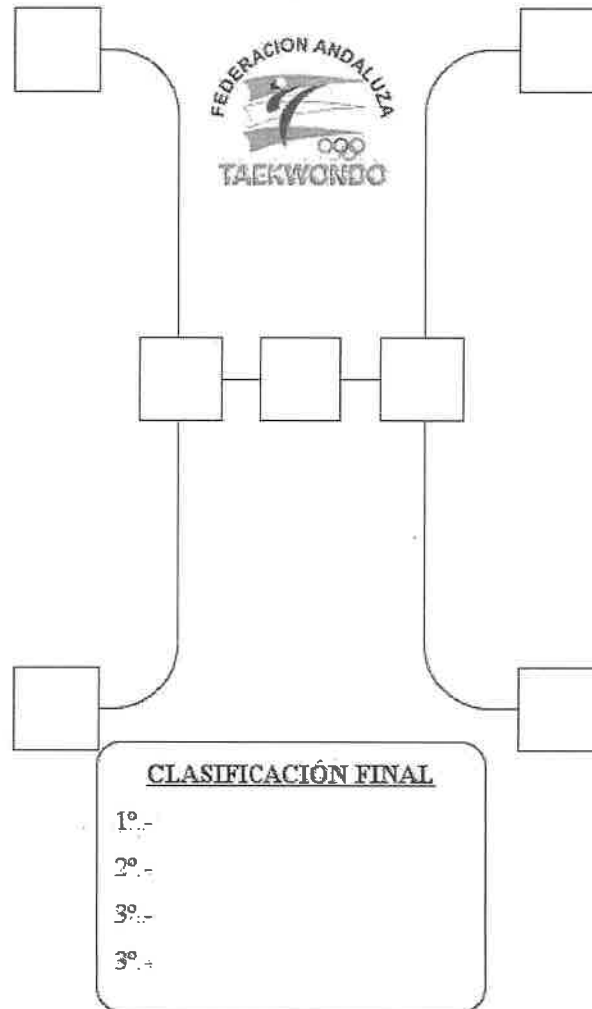 FEDERACION ANDALUZA
TAEKWONDO
CLASIFICACIÓN FINAL
1º.-
2º.-
3º.-
3º.-